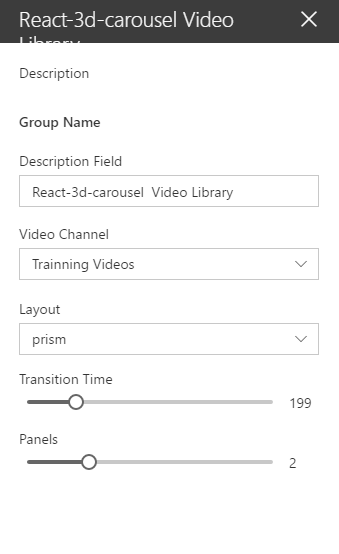 React-3d-carousel Video
Library
Description
Group Name
Description Field
React-3d-carousel  Video Library
Video Channel
Trainning Videos
Layout
prism
Transition Time
199
Panels
2